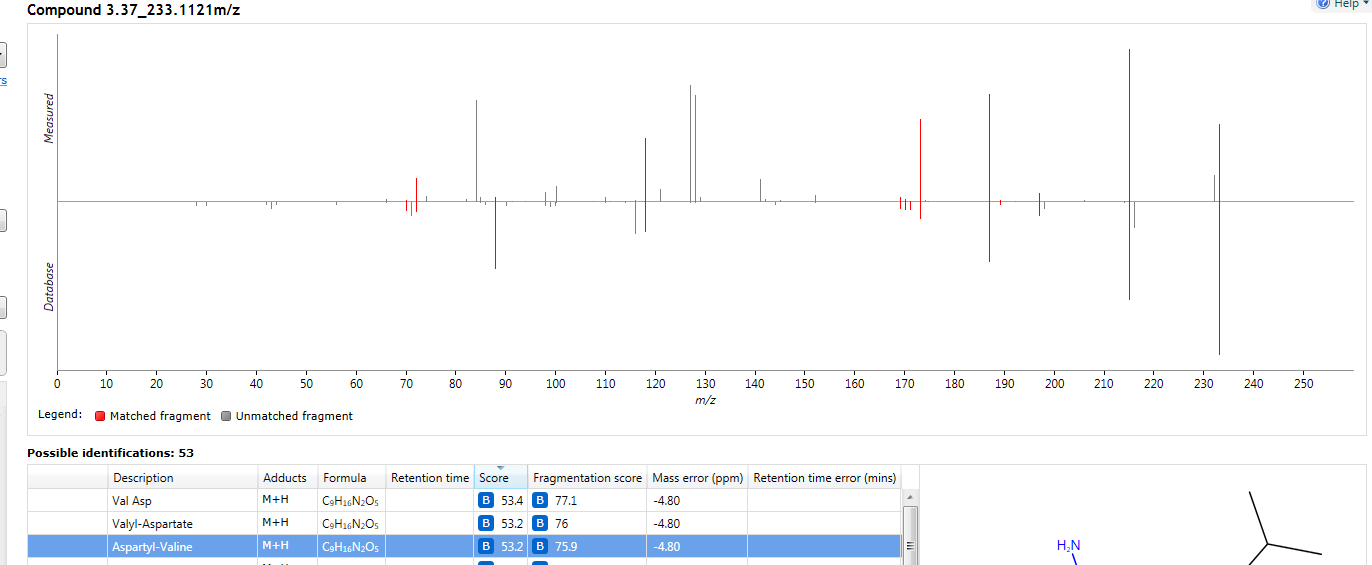 Compound 3.37_233.1121m/z
? Help
rs
Measured
Database
0 10 20 30 40 50 60 70 80 90 100 110 120 130 140 150 160 170 180 190 200 210 220 230 240 250
m/z
Legend: Matched fragment Unmatched fragment
Possible identifications: 53
Description Adducts Formula Retention time Score Fragmentation score Mass error (ppm) Retention time error (mins)
Val Asp M+H C₉H₁₆N₂O₅ B 53.4 B 77.1 -4.80
Valyl-Aspartate M+H C₉H₁₆N₂O₅ B 53.2 B 76 -4.80
Aspartyl-Valine M+H C₉H₁₆N₂O₅ B 53.2 B 75.9 -4.80
H₂N